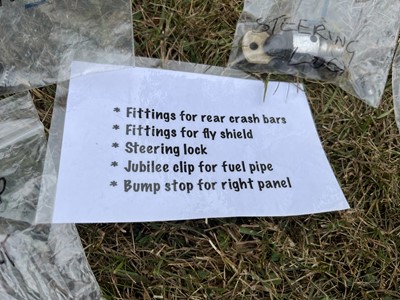 STEERING
* Fittings for rear crash bars
* Fittings for fly shield
* Steering lock
* Jubilee clip for fuel pipe
* Bump stop for right panel